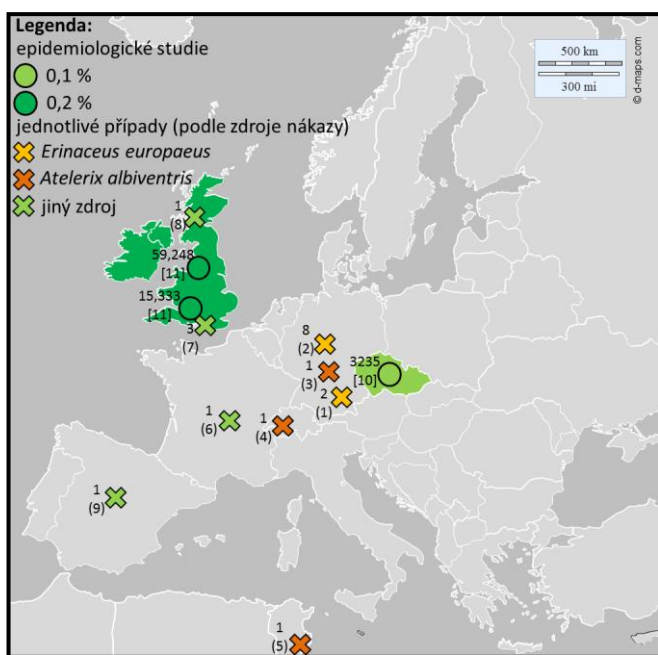 Legenda:
epidemiologické studie
0,1 %
0,2 %
jednotlivé případy (podle zdroje nákazy)
Erinaceus europaeus
Atelerix albiventris
jiný zdroj
500 km
300 mi
© d-maps.com
1
(8)
59,248
[11]
15,333
[11]
3
(7)
8
(2)
1
(3)
3235
[10]
2
(1)
1
(6)
1
(4)
1
(9)
1
(5)